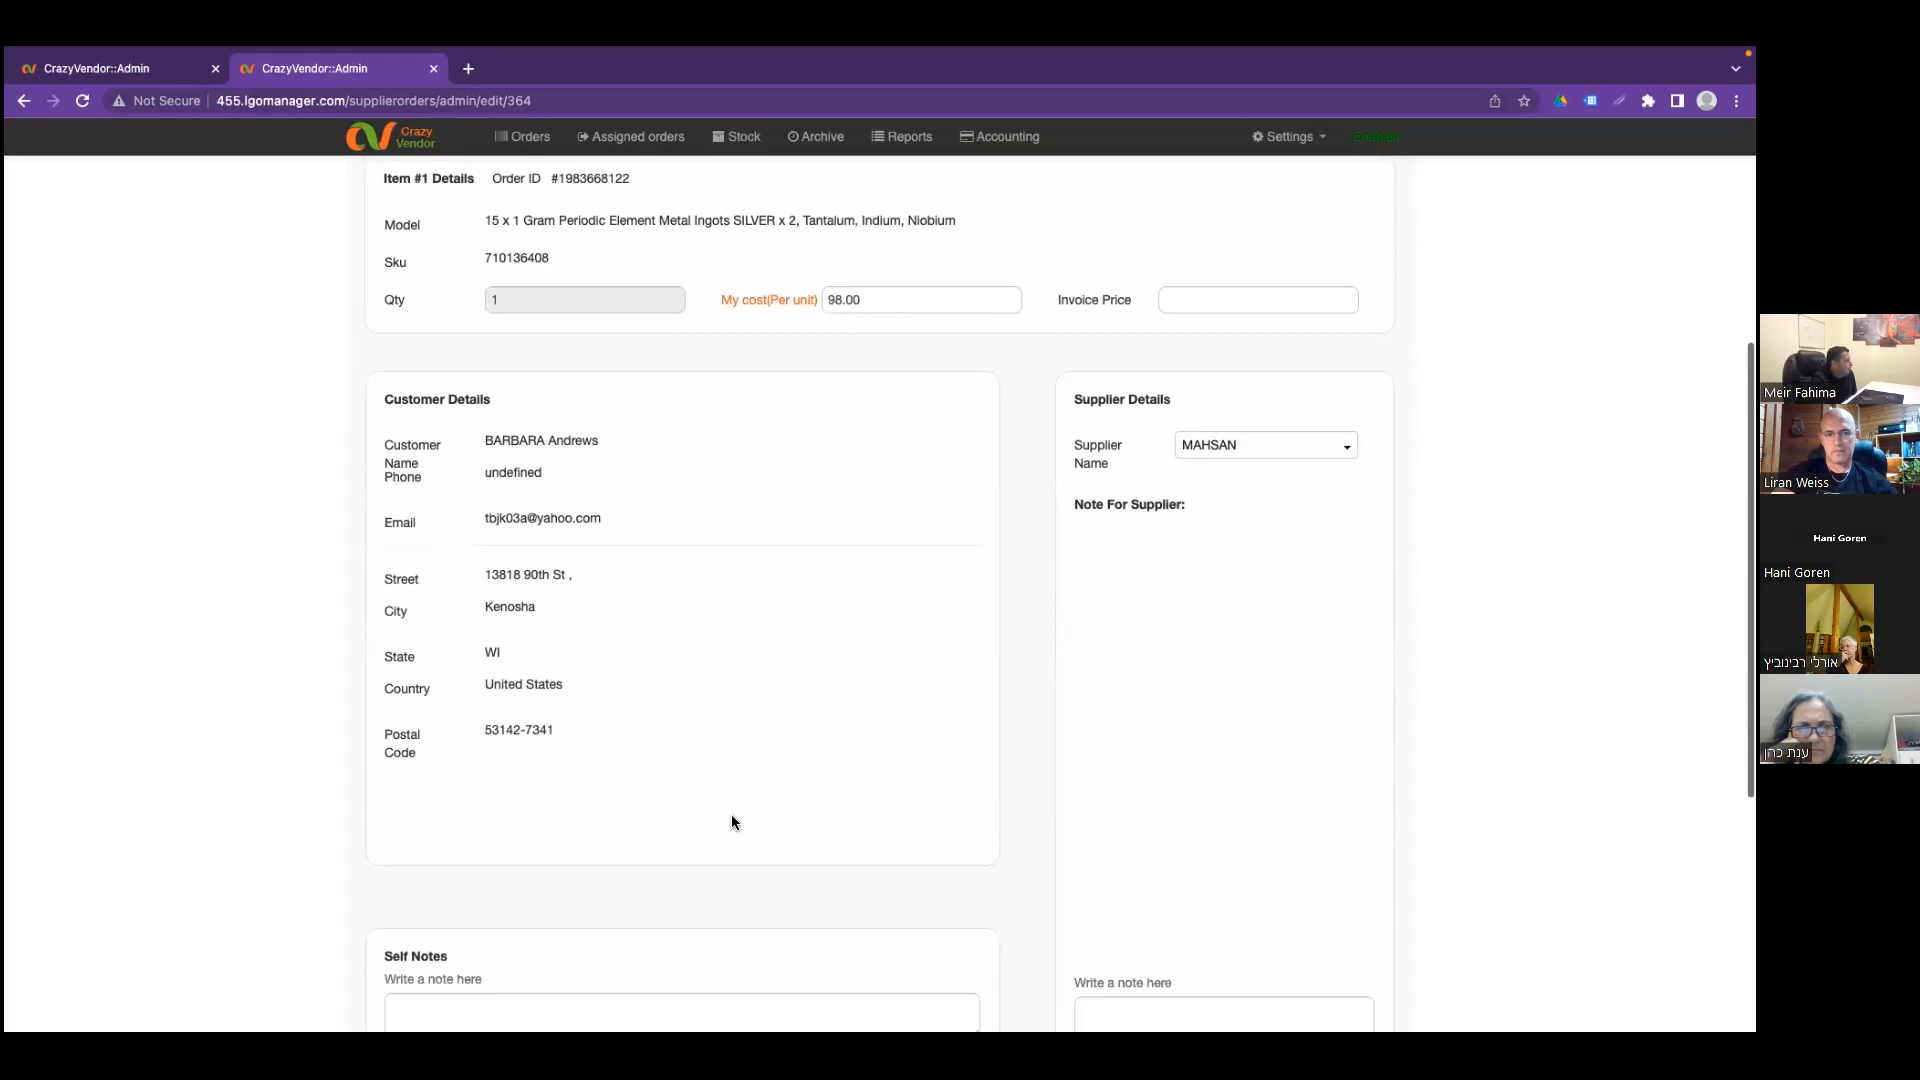 CrazyVendor::Admin
CrazyVendor::Admin
Not Secure 455.lgomanager.com/supplierorders/admin/edit/364
Crazy Vendor
Orders Assigned orders Stock Archive Reports Accounting Settings Enabled
Item #1 Details Order ID #1983668122
Model 15 x 1 Gram Periodic Element Metal Ingots SILVER x 2, Tantalum, Indium, Niobium
Sku 710136408
Qty 1 My cost(Per unit) 98.00 Invoice Price
Customer Details
Customer Name BARBARA Andrews
Phone undefined
Email tbjk03a@yahoo.com
Street 13818 90th St ,
City Kenosha
State WI
Country United States
Postal Code 53142-7341
Supplier Details
Supplier Name MAHSAN
Note For Supplier:
Self Notes
Write a note here
Write a note here
Meir Fahima
Liran Weiss
Hani Goren
Hani Goren
אורלי רבינוביץ
ענת כהן